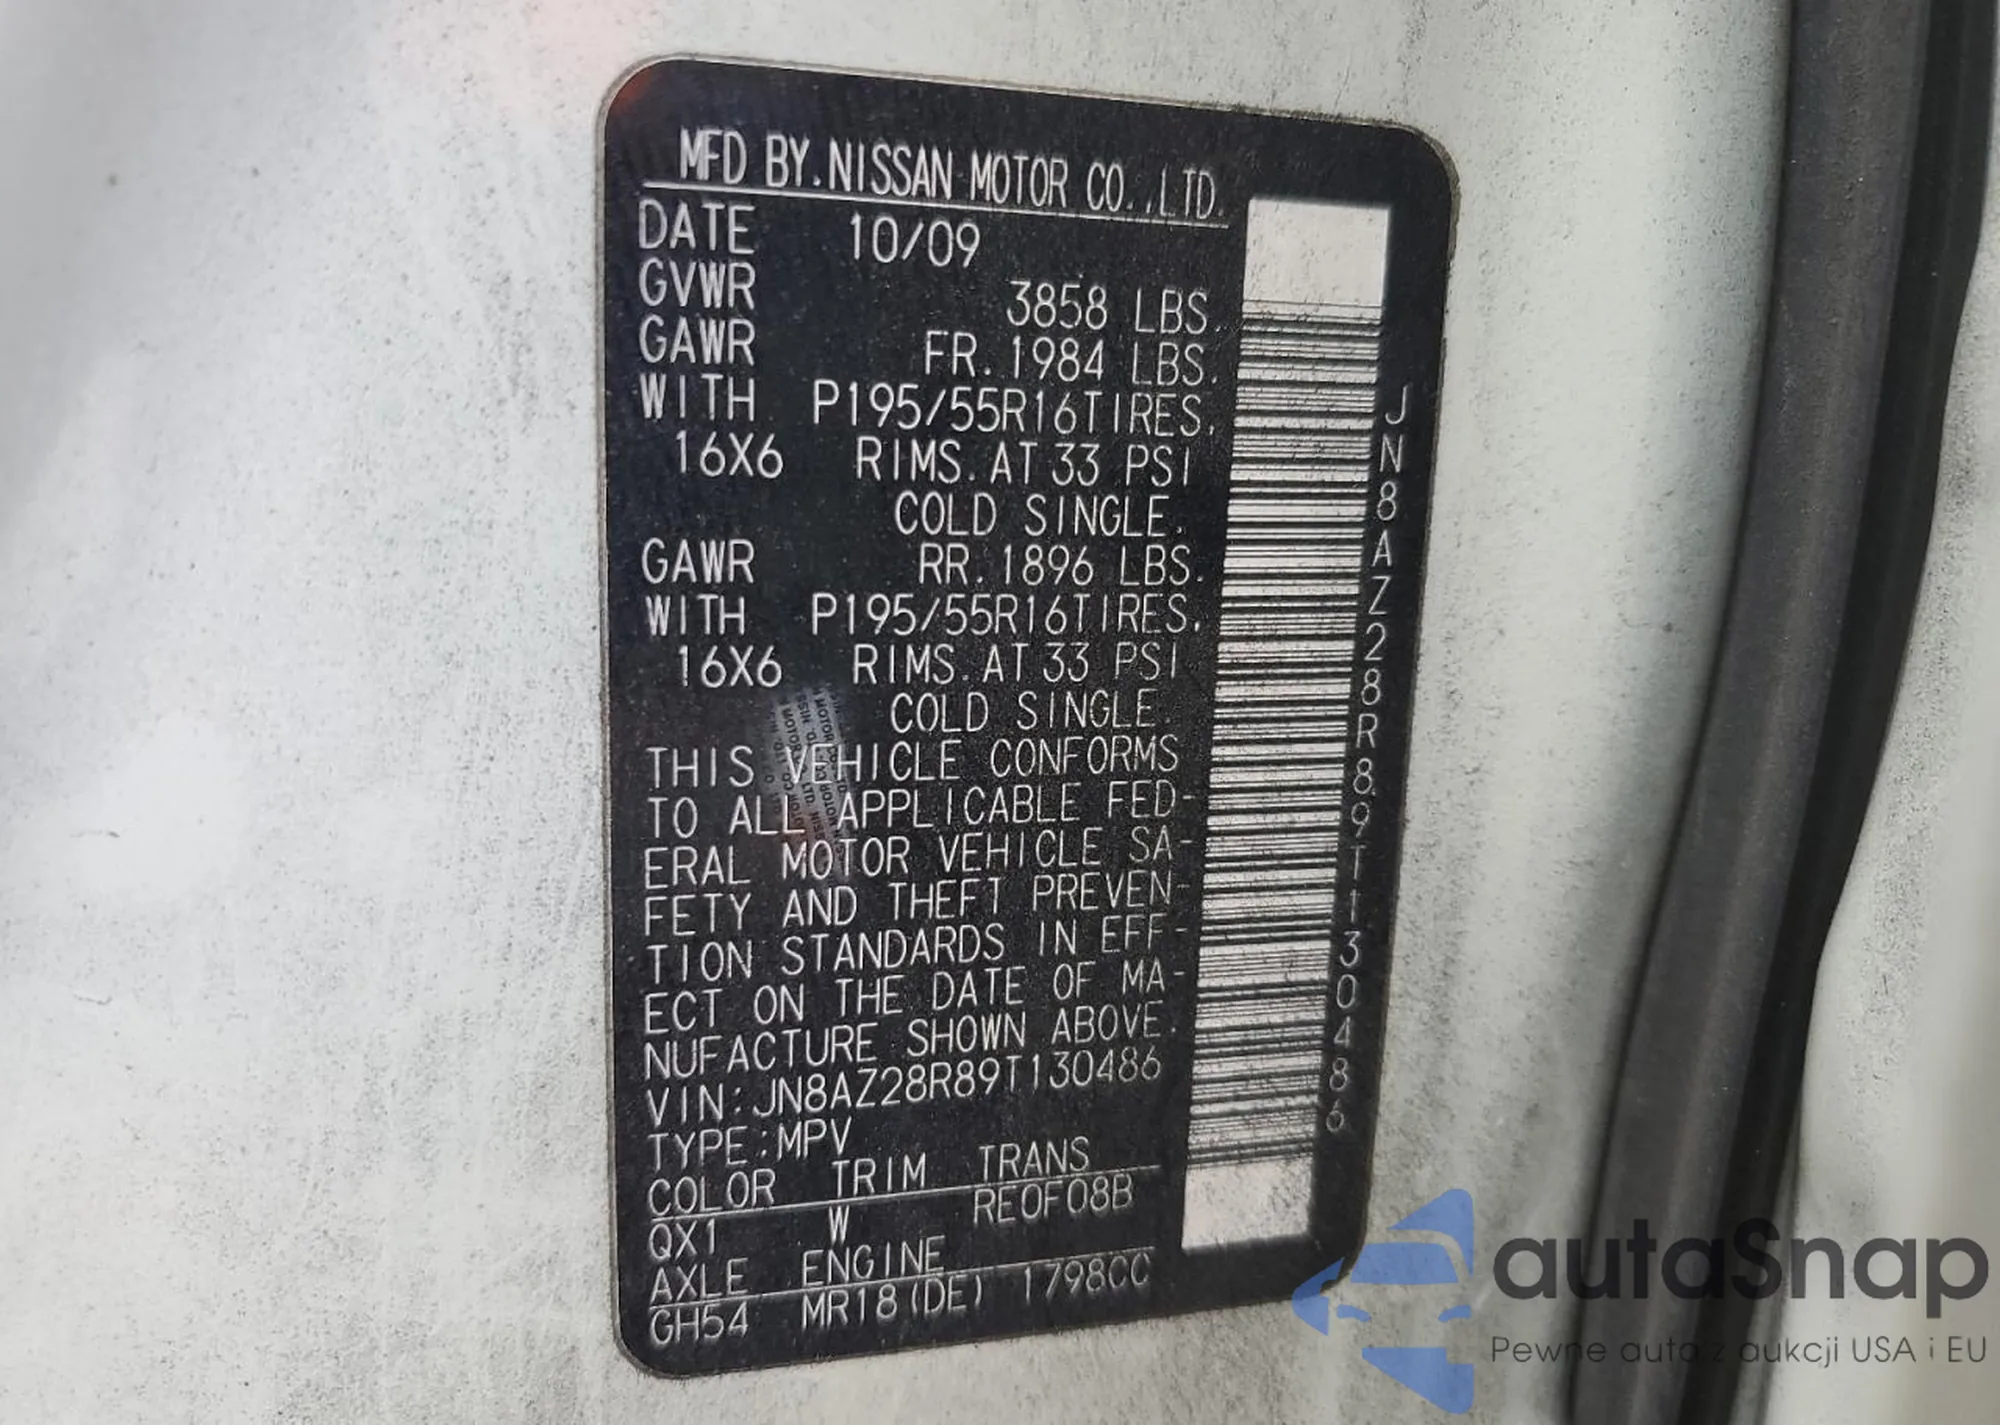 MFD BY.NISSAN MOTOR CO.,LTD.
DATE 10/09
GVWR 3858 LBS.
GAWR FR. 1984 LBS.
WITH P195/55R16TIRES.
16X6 RIMS. AT 33 PSI
COLD SINGLE.
GAWR RR. 1896 LBS.
WITH P195/55R16TIRES.
16X6 RIMS. AT 33 PSI
COLD SINGLE.
THIS VEHICLE CONFORMS
TO ALL APPLICABLE FED-
ERAL MOTOR VEHICLE SA-
FETY AND THEFT PREVEN-
TION STANDARDS IN EFF-
ECT ON THE DATE OF MA-
NUFACTURE SHOWN ABOVE.
VIN:JN8AZ28R89T130486
TYPE:MPV
COLOR TRIM TRANS
QX1 W RE0F08B
AXLE ENGINE
GH54 MR18(DE) 1798CC
JN8AZ28R89T130486
autaSnap
Pewne auta z aukcji USA i EU